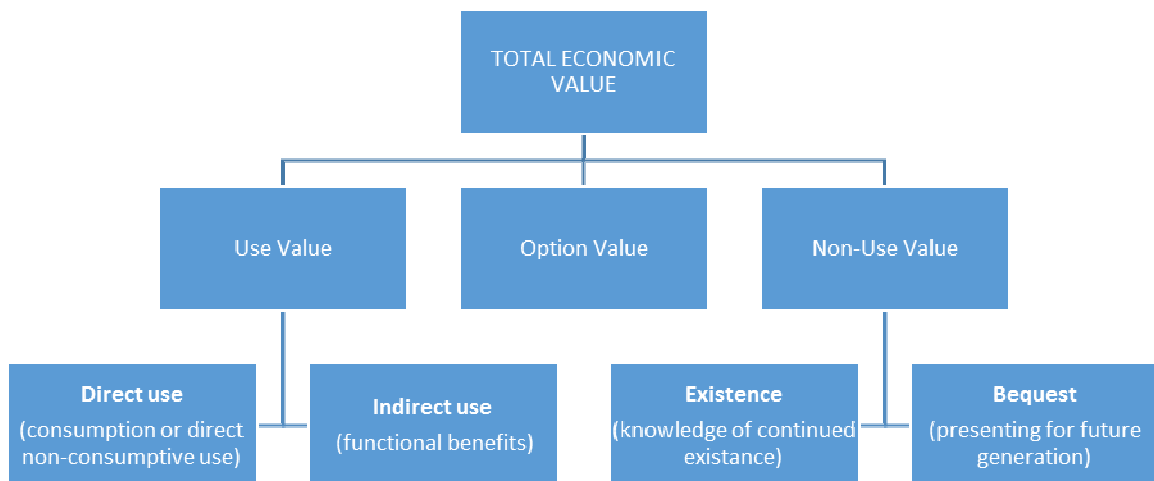 TOTAL ECONOMIC
VALUE
Use Value
Option Value
Non-Use Value
Direct use
(consumption or direct
non-consumptive use)
Indirect use
(functional benefits)
Existence
(knowledge of continued
existance)
Bequest
(presenting for future
generation)